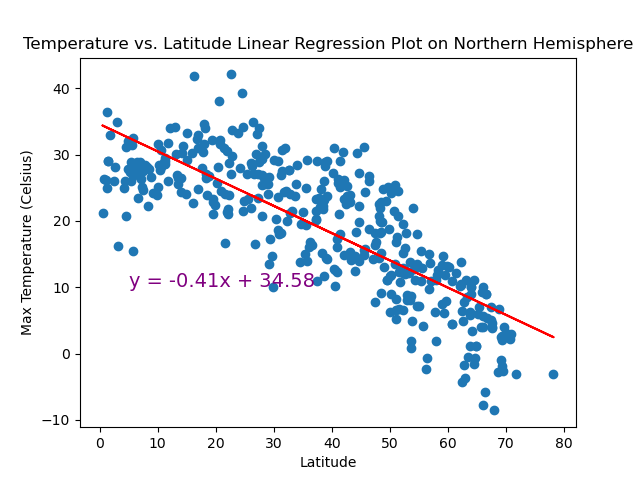 Temperature vs. Latitude Linear Regression Plot on Northern Hemisphere
40
30
20
10
0
−10
Max Temperature (Celsius)
y = -0.41x + 34.58
0 10 20 30 40 50 60 70 80
Latitude